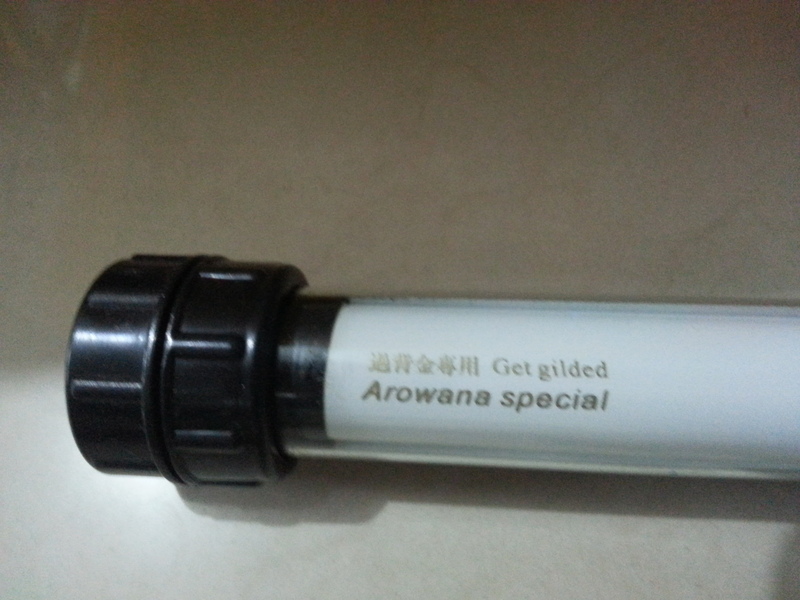 過背金專用 Get gilded
Arowana special